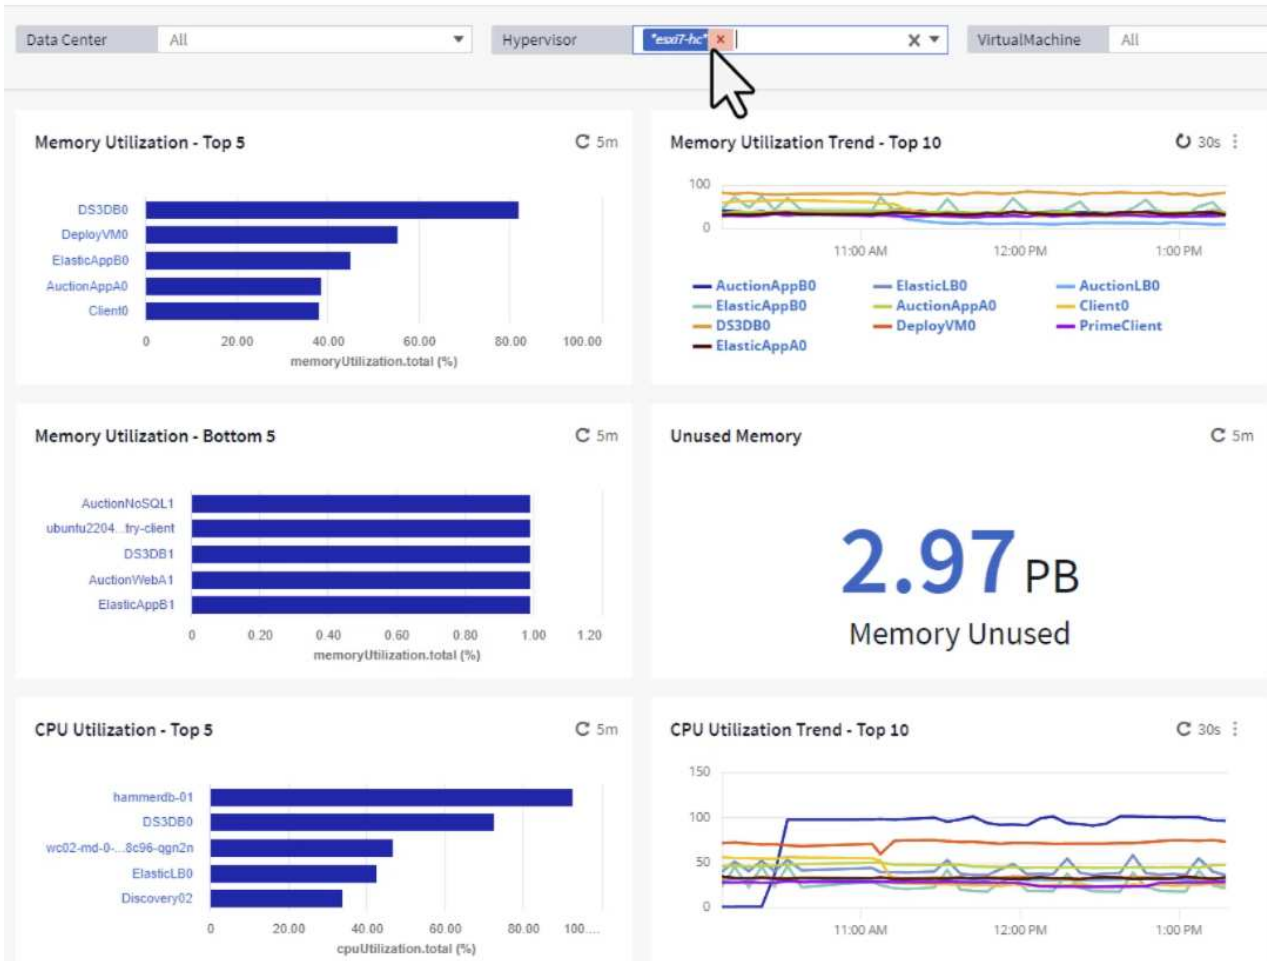 Data Center All Hypervisor *esxi7-hc* × VirtualMachine All
Memory Utilization - Top 5 5m
DS3DB0
DeployVM0
ElasticAppB0
AuctionAppA0
Client0
0 20.00 40.00 60.00 80.00 100.00
memoryUtilization.total (%)
Memory Utilization Trend - Top 10 30s
100
0
11:00 AM 12:00 PM 1:00 PM
AuctionAppB0 ElasticLB0 AuctionLB0
ElasticAppB0 AuctionAppA0 Client0
DS3DB0 DeployVM0 PrimeClient
ElasticAppA0
Memory Utilization - Bottom 5 5m
AuctionNoSQL1
ubuntu2204...try-client
DS3DB1
AuctionWebA1
ElasticAppB1
0 0.20 0.40 0.60 0.80 1.00 1.20
memoryUtilization.total (%)
Unused Memory 5m
2.97 PB
Memory Unused
CPU Utilization - Top 5 5m
hammerdb-01
DS3DB0
wc02-md-0-...8c96-qgn2n
ElasticLB0
Discovery02
0 20.00 40.00 60.00 80.00 100....
cpuUtilization.total (%)
CPU Utilization Trend - Top 10 30s
150
100
50
0
11:00 AM 12:00 PM 1:00 PM